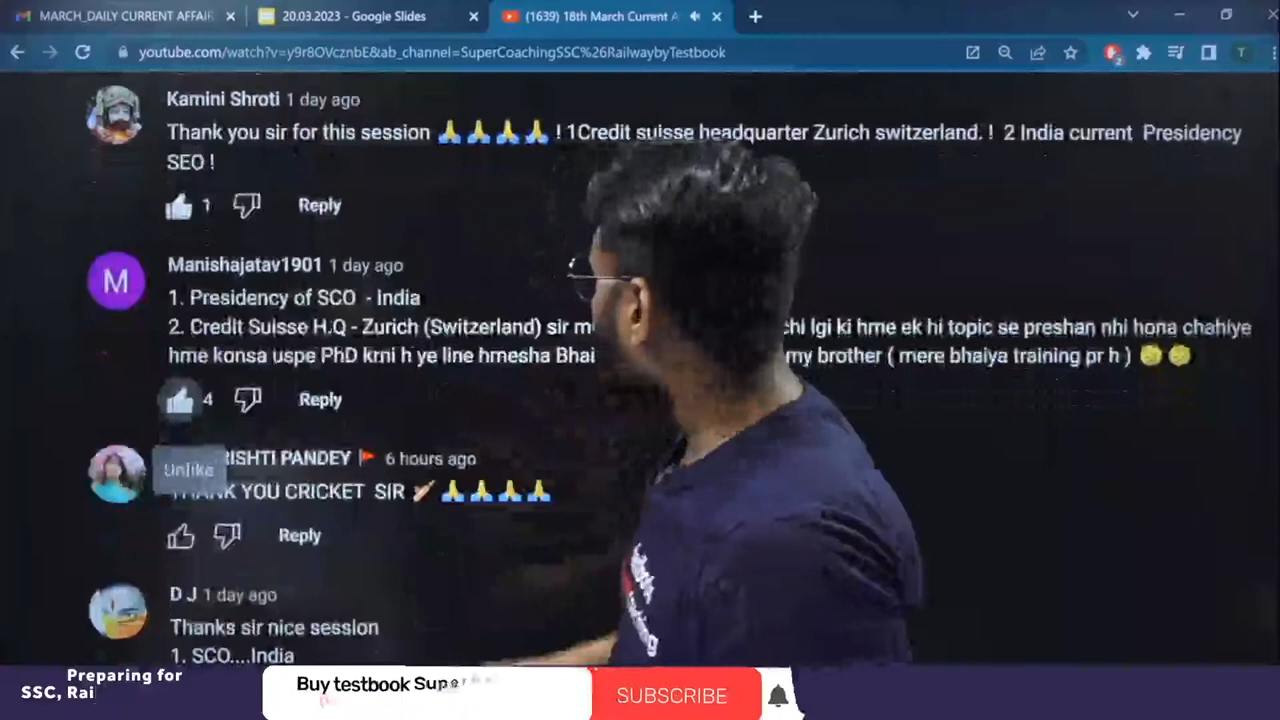 MARCH_DAILY CURRENT AFFAIR
20.03.2023 - Google Slides
(1639) 18th March Current A
youtube.com/watch?v=y9r8OVcznbE&ab_channel=SuperCoachingSSC%26RailwaybyTestbook
2
T
Kamini Shroti 1 day ago
Thank you sir for this session 🙏 🙏 🙏 🙏 ! 1Credit suisse headquarter Zurich switzerland. ! 2 India current Presidency
SEO !
1 Reply
M
Manishajatav1901 1 day ago
1. Presidency of SCO - India
2. Credit Suisse H.Q - Zurich (Switzerland) sir lgi ki hme ek hi topic se preshan nhi hona chahiye
hme konsa uspe PhD krni h ye line hmesha Bhai my brother ( mere bhaiya training pr h )
4 Reply
Unlike
RISHTI PANDEY 🚩 6 hours ago
THANK YOU CRICKET SIR 🏏 🙏 🙏 🙏 🙏
Reply
D J 1 day ago
Thanks sir nice session
1. SCO....India
Preparing for
SSC, Rai
Buy testbook Super
SUBSCRIBE